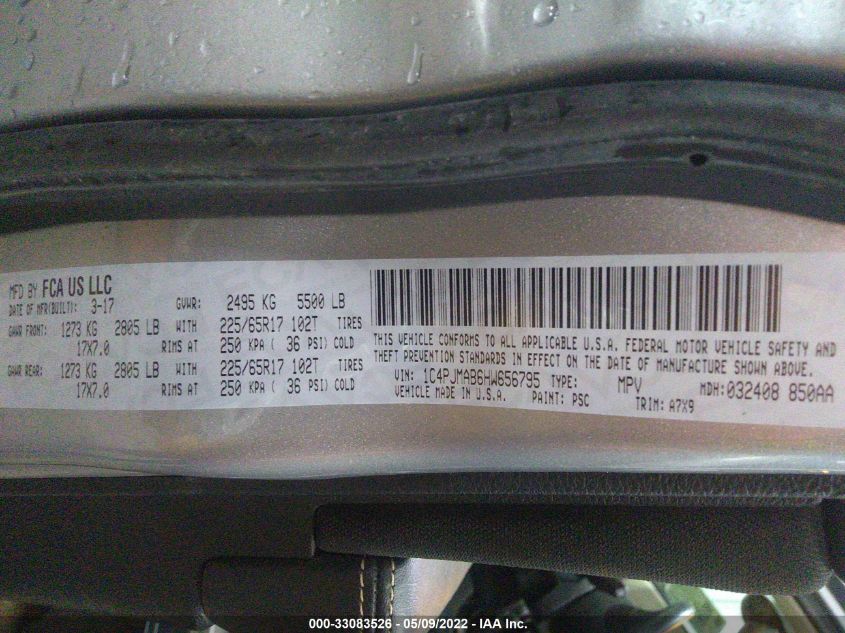 MFD BY FCA US LLC
DATE OF MFR(BUILT): 3-17 GVWR: 2495 KG 5500 LB
GAWR FRONT: 1273 KG 2805 LB WITH 225/65R17 102T TIRES
17X7.0 RIMS AT 250 KPA ( 36 PSI) COLD
GAWR REAR: 1273 KG 2805 LB WITH 225/65R17 102T TIRES
17X7.0 RIMS AT 250 KPA ( 36 PSI) COLD
THIS VEHICLE CONFORMS TO ALL APPLICABLE U.S.A. FEDERAL MOTOR VEHICLE SAFETY AND
THEFT PREVENTION STANDARDS IN EFFECT ON THE DATE OF MANUFACTURE SHOWN ABOVE.
VIN: 1C4PJMAB6HW656795 TYPE: MPV MDH: 032408 850AA
VEHICLE MADE IN U.S.A. PAINT: PSC TRIM: A7X9
000-33083526 - 05/09/2022 - © IAA Inc.